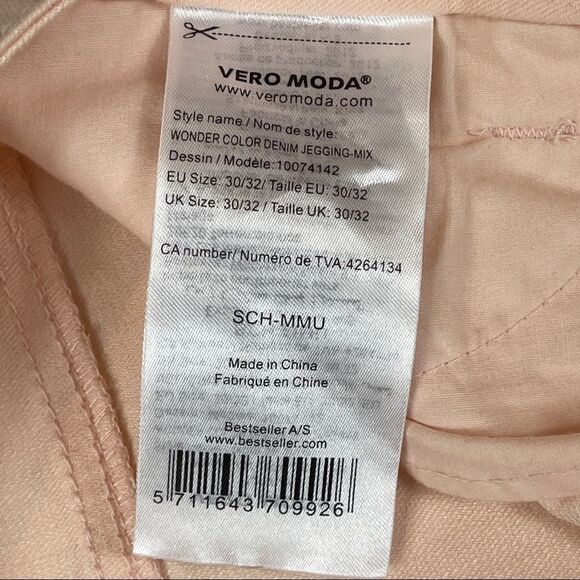 VERO MODA®
www.veromoda.com
Style name / Nom de style:
WONDER COLOR DENIM JEGGING-MIX
Dessin / Modèle: 10074142
EU Size: 30/32/ Taille EU: 30/32
UK Size: 30/32 / Taille UK: 30/32
CA number/ Numéro de TVA:4264134
SCH-MMU
Made in China
Fabriqué en Chine
Bestseller A/S
www.bestseller.com
5 711643 709926